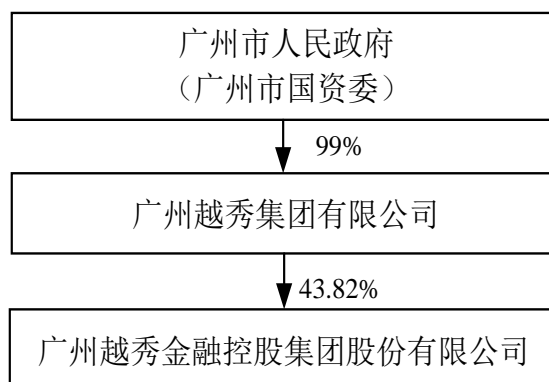 广州市人民政府
（广州市国资委）
99%
广州越秀集团有限公司
43.82%
广州越秀金融控股集团股份有限公司